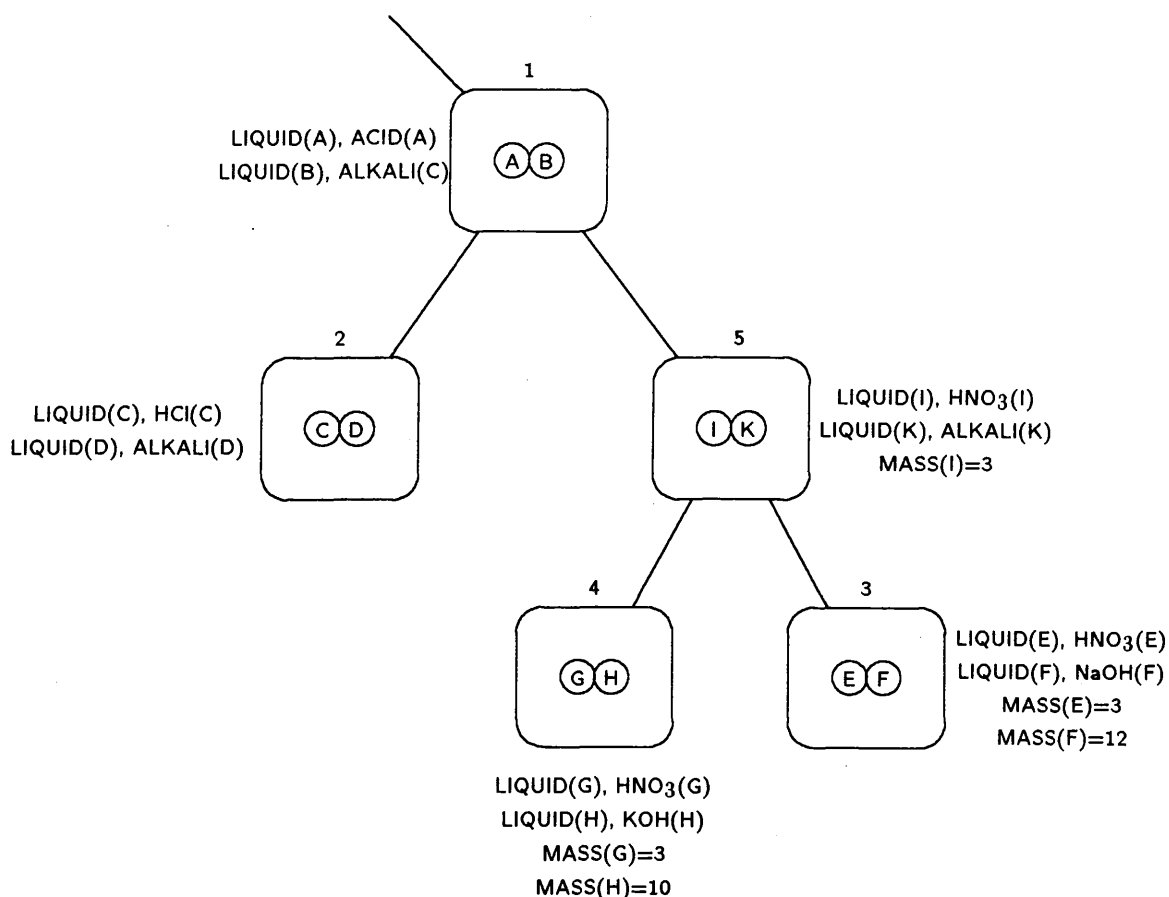 1
LIQUID(A), ACID(A)
LIQUID(B), ALKALI(C)
A B
2
LIQUID(C), HCl(C)
LIQUID(D), ALKALI(D)
C D
5
I K
LIQUID(I), HNO3(I)
LIQUID(K), ALKALI(K)
MASS(I)=3
4
G H
LIQUID(G), HNO3(G)
LIQUID(H), KOH(H)
MASS(G)=3
MASS(H)=10
3
E F
LIQUID(E), HNO3(E)
LIQUID(F), NaOH(F)
MASS(E)=3
MASS(F)=12